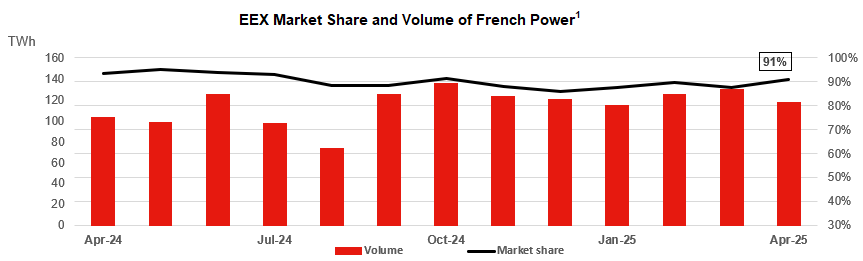 EEX Market Share and Volume of French Power1
TWh
160 100%
140 90%
120 80%
100 70%
80 60%
60 50%
40 40%
20
0 30%
91%
Apr-24 Jul-24 Oct-24 Jan-25 Apr-25
Volume Market share